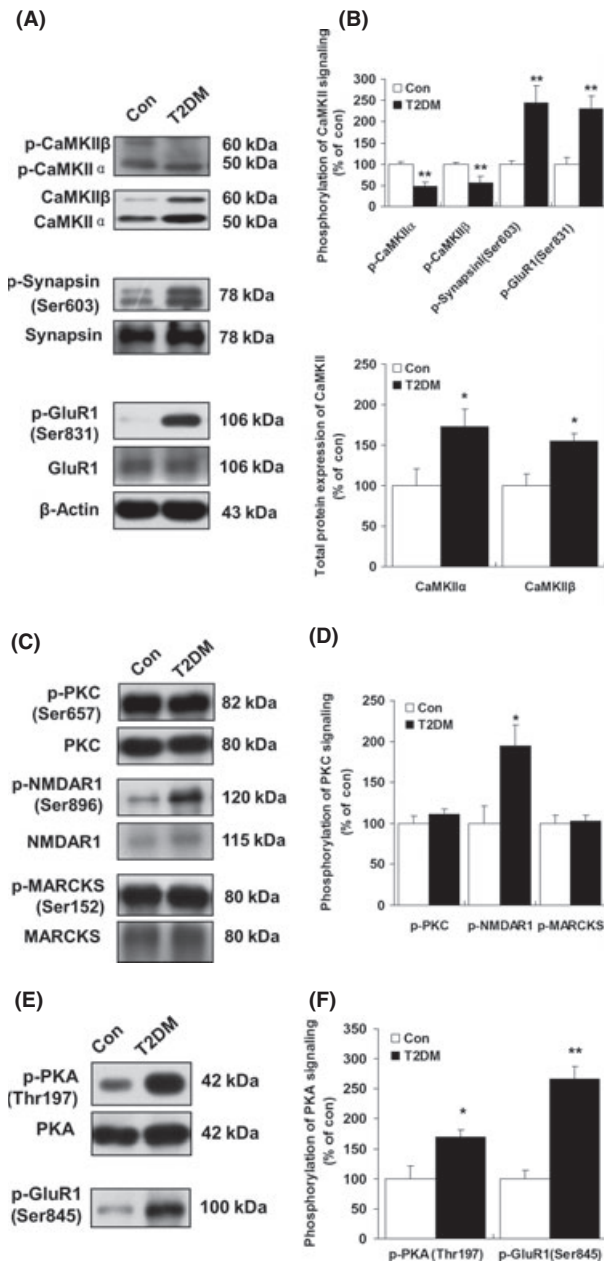 (A)
Con T2DM
p-CaMKIIβ 60 kDa
p-CaMKII α 50 kDa
CaMKIIβ 60 kDa
CaMKII α 50 kDa
p-Synapsin
(Ser603) 78 kDa
Synapsin 78 kDa
p-GluR1
(Ser831) 106 kDa
GluR1 106 kDa
β-Actin 43 kDa
(B)
Phosphorylation of CaMKII signaling
(% of con)
300
250
200
150
100
50
0
Con
T2DM
** ** ** **
p-CaMKIIα
p-CaMKIIβ
p-SynapsinI(Ser603)
p-GluR1(Ser831)
Total protein expression of CaMKII
(% of con)
250
200
150
100
50
0
Con
T2DM
* *
CaMKIIα CaMKIIβ
(C)
Con T2DM
p-PKC
(Ser657) 82 kDa
PKC 80 kDa
p-NMDAR1
(Ser896) 120 kDa
NMDAR1 115 kDa
p-MARCKS
(Ser152) 80 kDa
MARCKS 80 kDa
(D)
Phosphorylation of PKC signaling
(% of con)
250
200
150
100
50
0
Con
T2DM
*
p-PKC p-NMDAR1 p-MARCKS
(E)
Con T2DM
p-PKA
(Thr197) 42 kDa
PKA 42 kDa
p-GluR1
(Ser845) 100 kDa
(F)
Phosphorylation of PKA signaling
(% of con)
350
300
250
200
150
100
50
0
Con
T2DM
* **
p-PKA (Thr197) p-GluR1(Ser845)